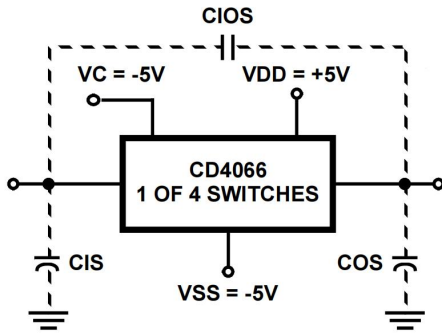 CIOS
VC = -5V
VDD = +5V
CD4066
1 OF 4 SWITCHES
CIS
COS
VSS = -5V